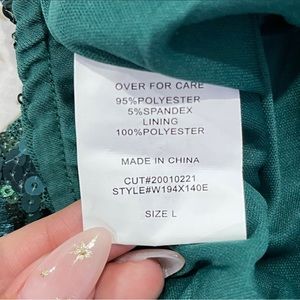 OVER FOR CARE
95%POLYESTER
5%SPANDEX
LINING
100%POLYESTER
MADE IN CHINA
CUT#20010221
STYLE#W194X140E
SIZE L